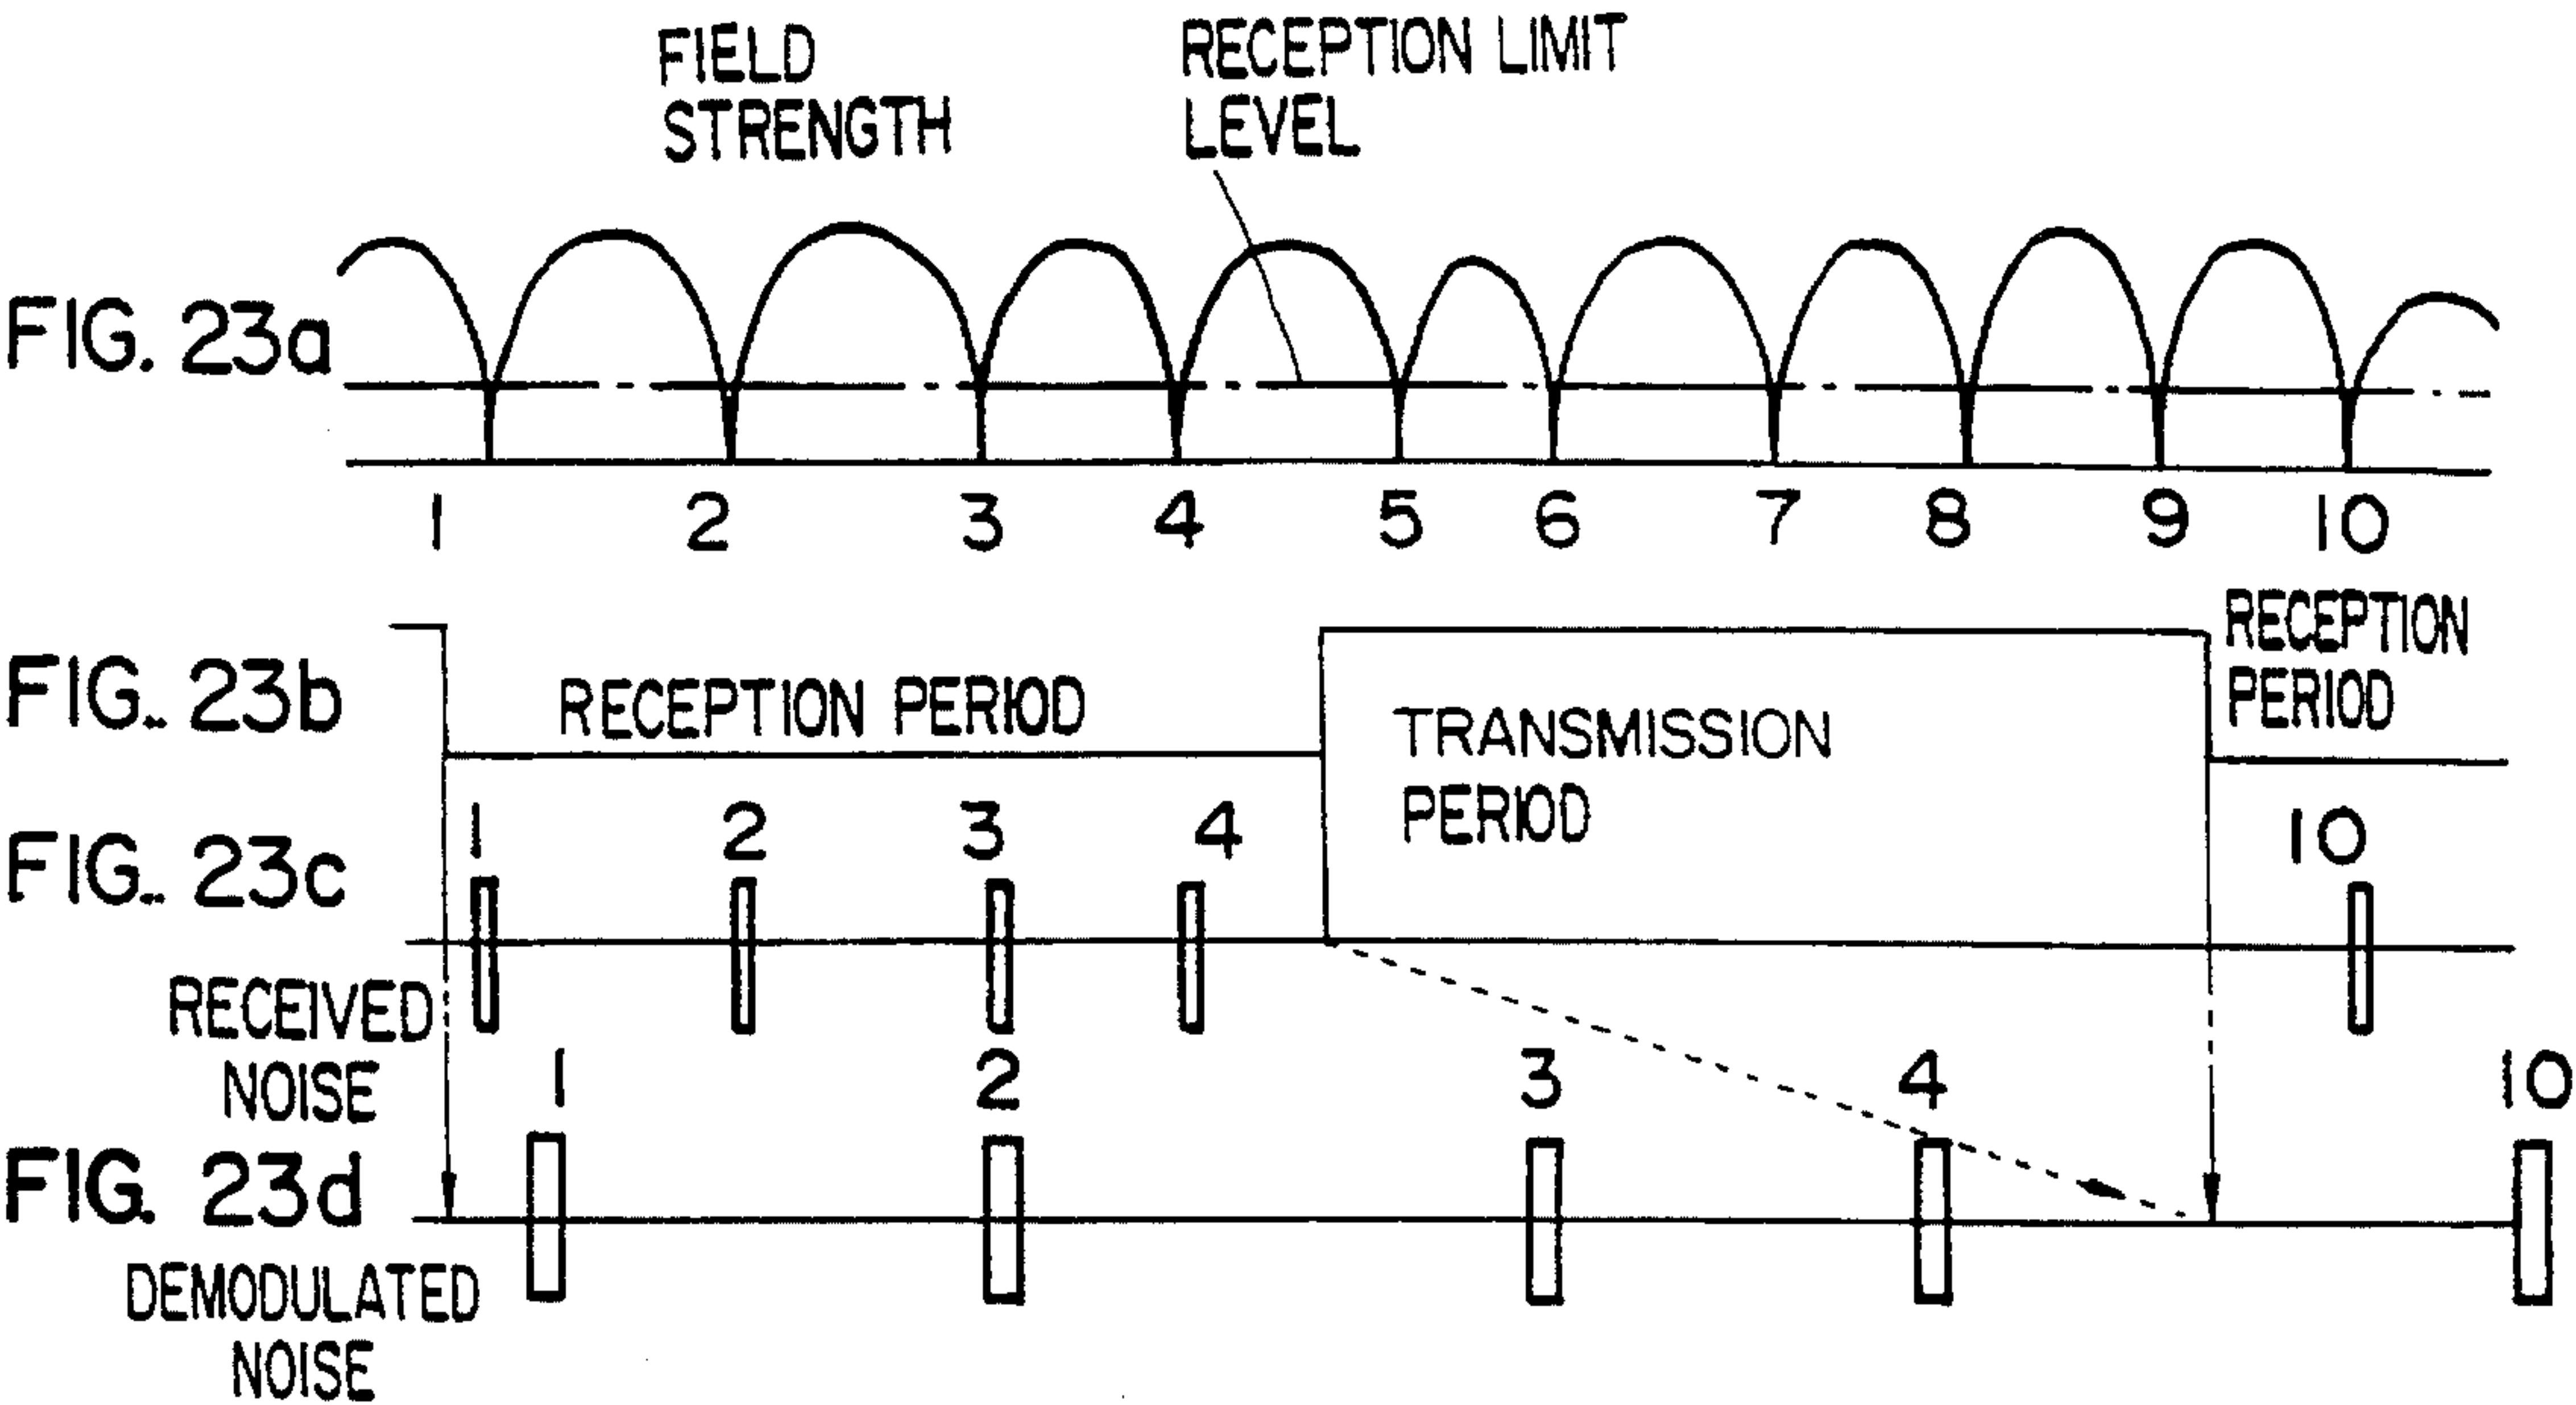 FIELD
STRENGTH
RECEPTION LIMIT
LEVEL
FIG. 23a
1 2 3 4 5 6 7 8 9 10
FIG.. 23b
RECEPTION PERIOD
TRANSMISSION
PERIOD
RECEPTION
PERIOD
FIG.. 23c
1 2 3 4 10
RECEIVED
NOISE
1 2 3 4 10
FIG. 23d
DEMODULATED
NOISE